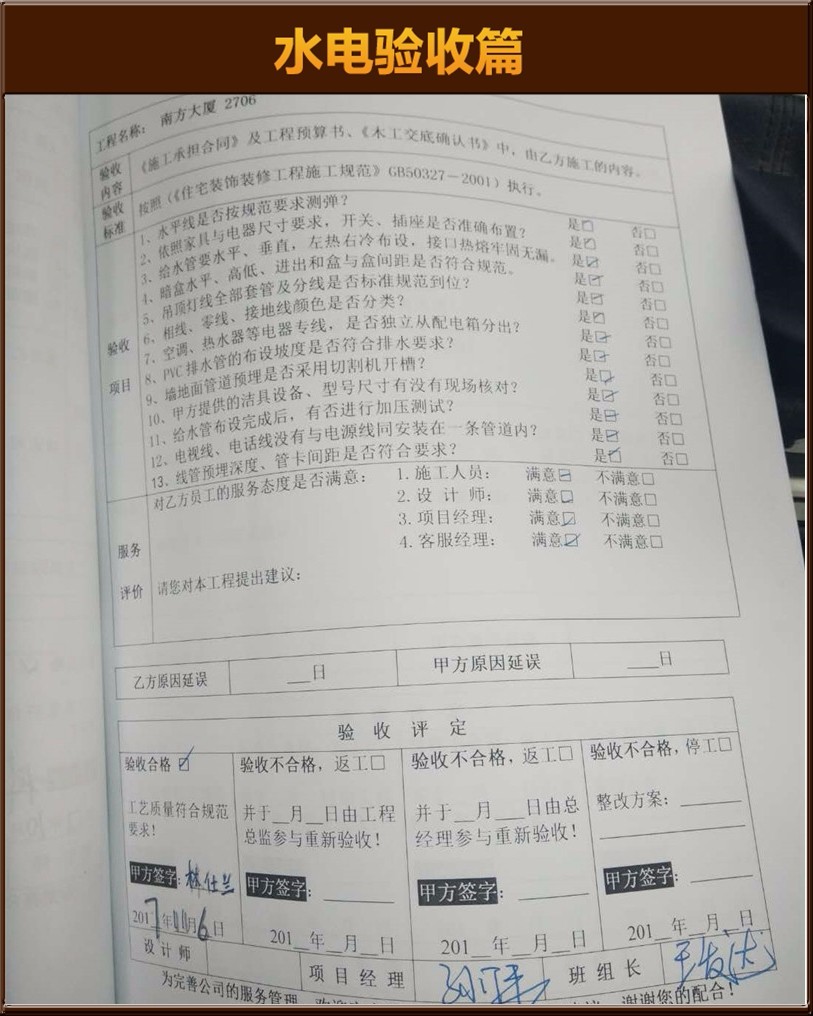 水电验收篇
工程名称: 南方大厦 2706
验收内容 《施工承担合同》及工程预算书、《木工交底确认书》中，由乙方施工的内容。
验收标准 按照（《住宅装饰装修工程施工规范》GB50327－2001）执行。
验收项目
1、水平线是否按规范要求测弹？ 是☑ 否□
2、依照家具与电器尺寸要求，开关、插座是否准确布置？ 是☑ 否□
3、给水管要水平、垂直，左热右冷布设，接口热熔牢固无漏。 是☑ 否□
4、暗盒水平、高低、进出和盒与盒间距是否符合规范。 是☑ 否□
5、吊顶灯线全部套管及分线是否标准规范到位？ 是☑ 否□
6、相线、零线、接地线颜色是否分类？ 是☑ 否□
7、空调、热水器等电器专线，是否独立从配电箱分出？ 是☑ 否□
8、PVC排水管的布设坡度是否符合排水要求？ 是☑ 否□
9、墙地面管道预埋是否采用切割机开槽？ 是☑ 否□
10、甲方提供的洁具设备、型号尺寸有没有现场核对？ 是☑ 否□
11、给水管布设完成后，有否进行加压测试？ 是☑ 否□
12、电视线、电话线没有与电源线同安装在一条管道内？ 是☑ 否□
13、线管预埋深度、管卡间距是否符合要求？ 是☑ 否□
服务评价
对乙方员工的服务态度是否满意： 1.施工人员： 满意☑ 不满意□
2.设 计 师： 满意☑ 不满意□
3.项目经理： 满意☑ 不满意□
4.客服经理： 满意☑ 不满意□
请您对本工程提出建议：
乙方原因延误 ___日 甲方原因延误 ___日
验 收 评 定
验收合格 ☑ 验收不合格，返工□ 验收不合格，返工□ 验收不合格，停工□
工艺质量符合规范 并于__月__日由工程 并于__月___日由总 整改方案：______
要求！ 总监参与重新验收！ 经理参与重新验收！
甲方签字：林仕兰 甲方签字：______ 甲方签字：______ 甲方签字：______
2017年11月6日 201__年__月__日 201__年__月__日 201__年__月__日
设计师 项目经理 班组长 王友达
为完善公司的服务管理 谢谢您的配合！